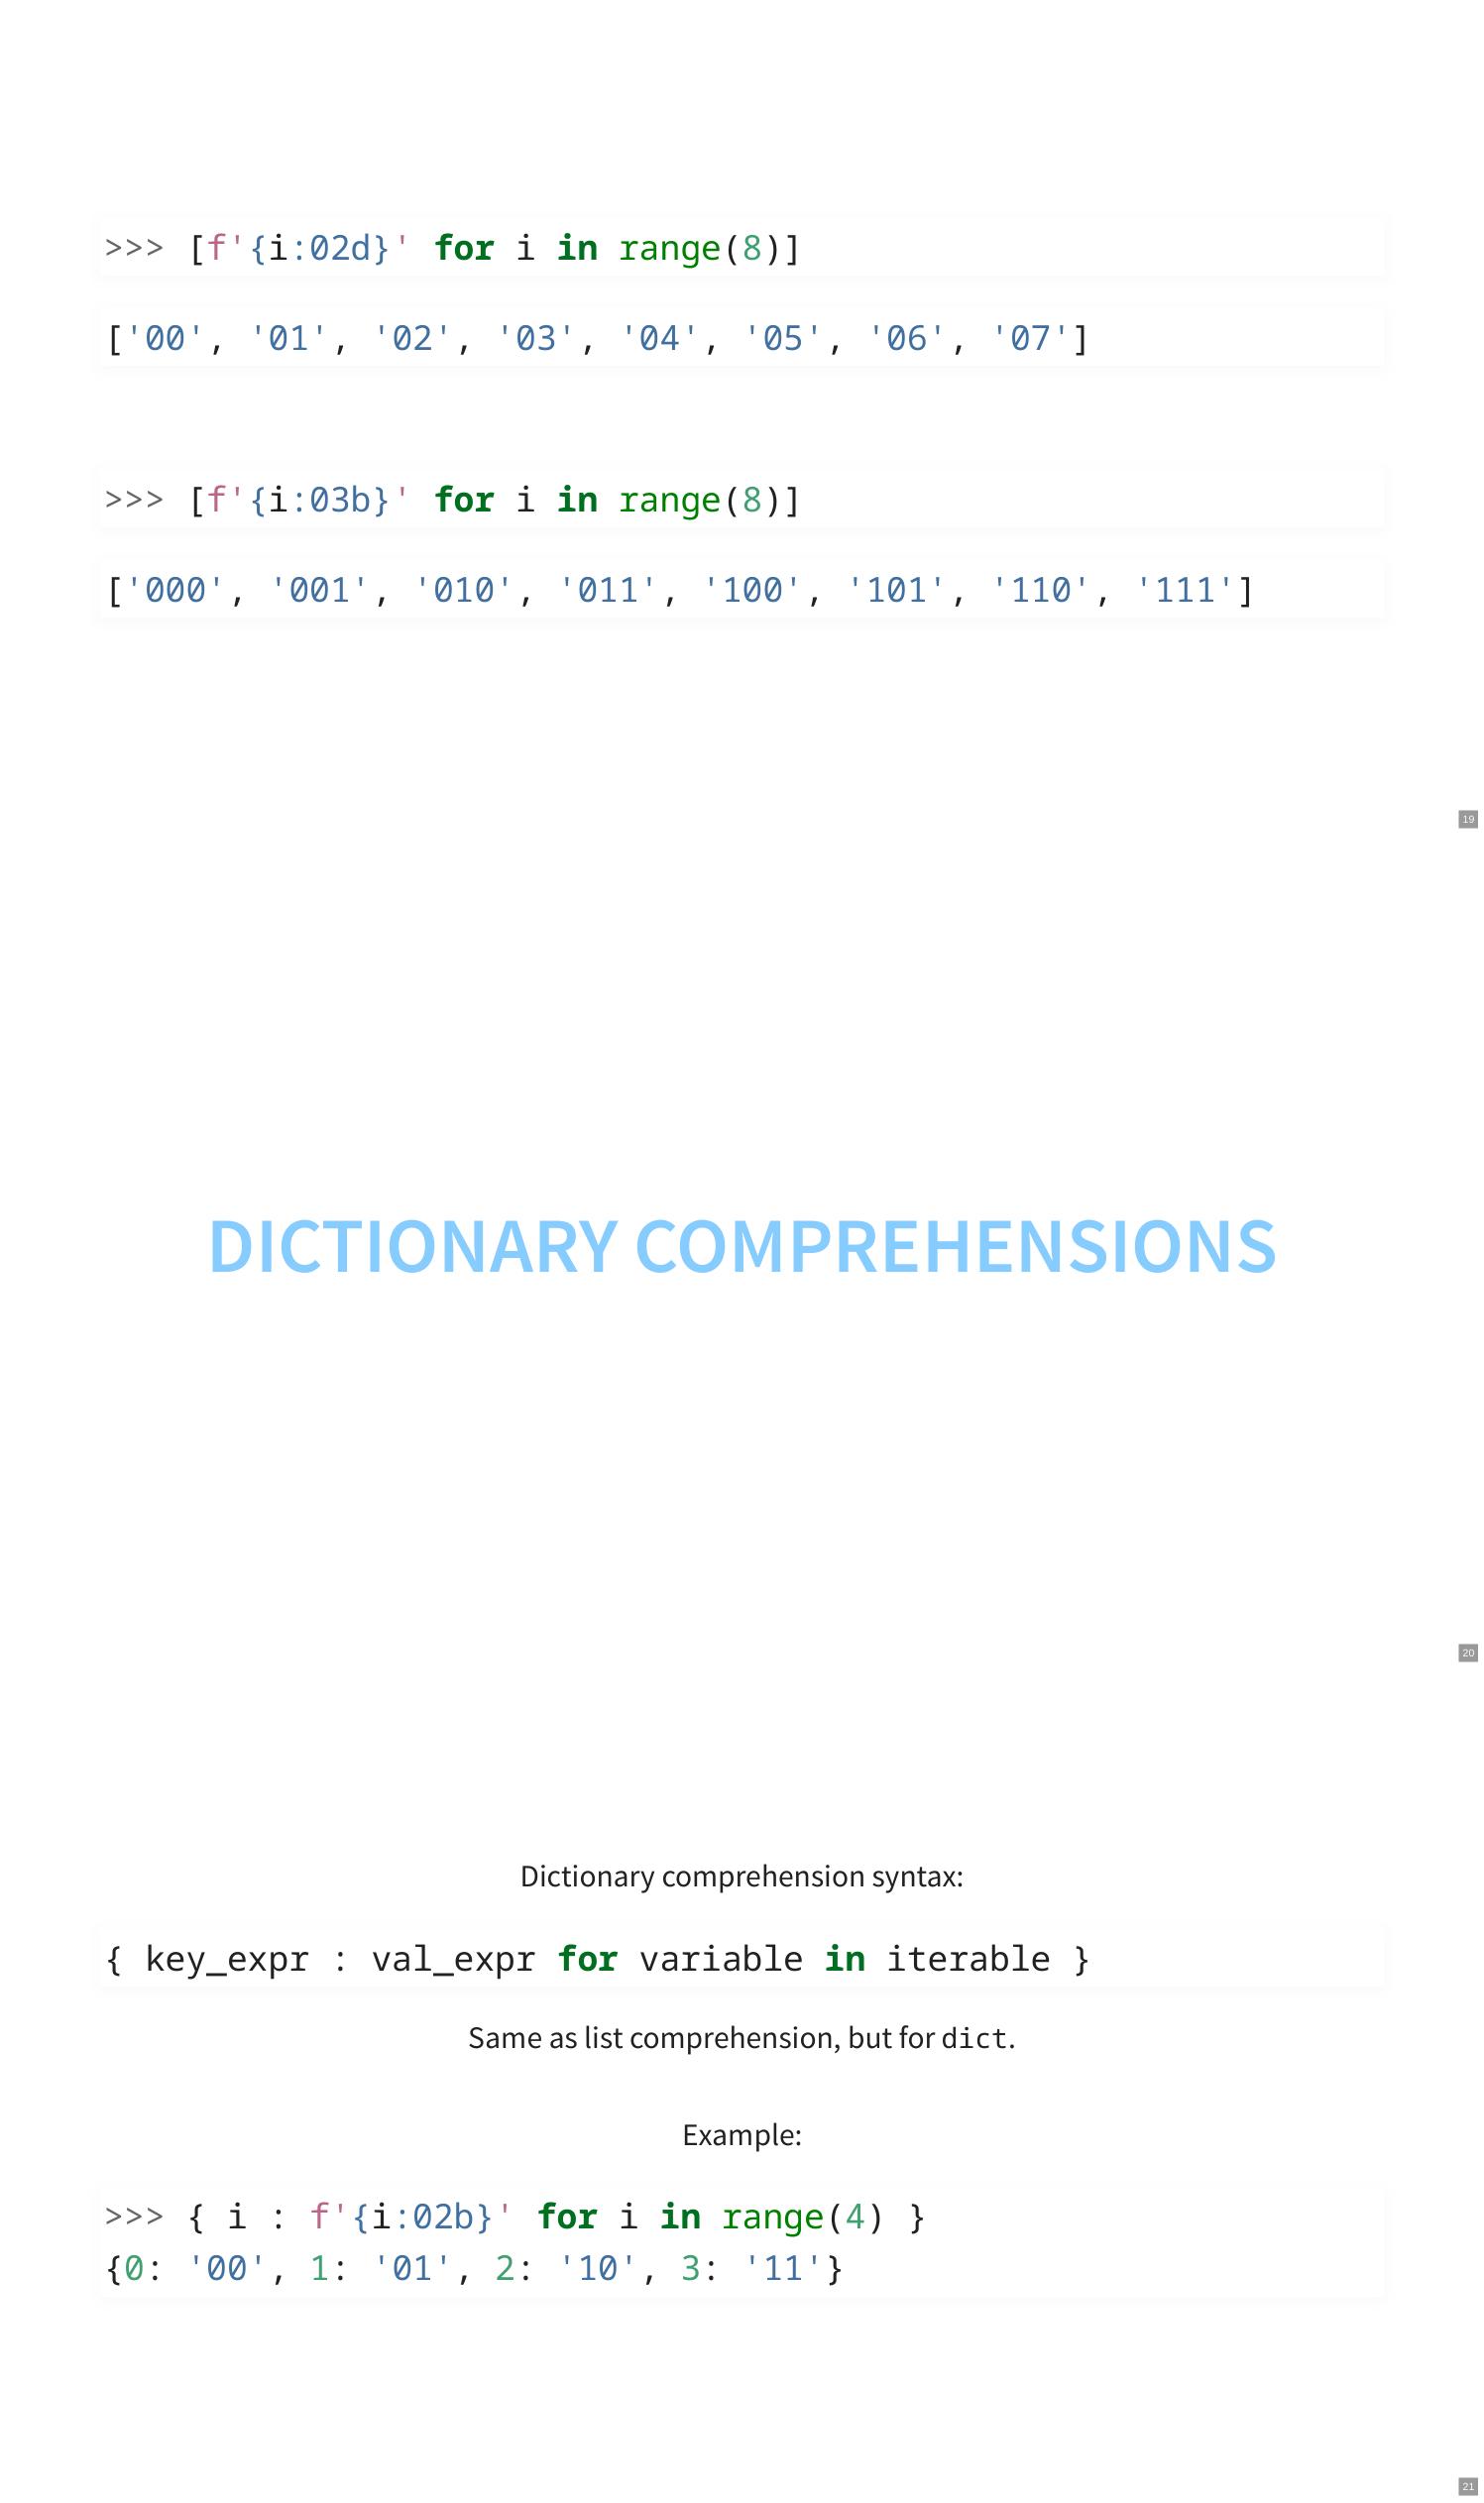 >>> [f'{i:02d}' for i in range(8)]
['00', '01', '02', '03', '04', '05', '06', '07']
>>> [f'{i:03b}' for i in range(8)]
['000', '001', '010', '011', '100', '101', '110', '111']
19
DICTIONARY COMPREHENSIONS
20
Dictionary comprehension syntax:
{ key_expr : val_expr for variable in iterable }
Same as list comprehension, but for dict.
Example:
>>> { i : f'{i:02b}' for i in range(4) }
{0: '00', 1: '01', 2: '10', 3: '11'}
21